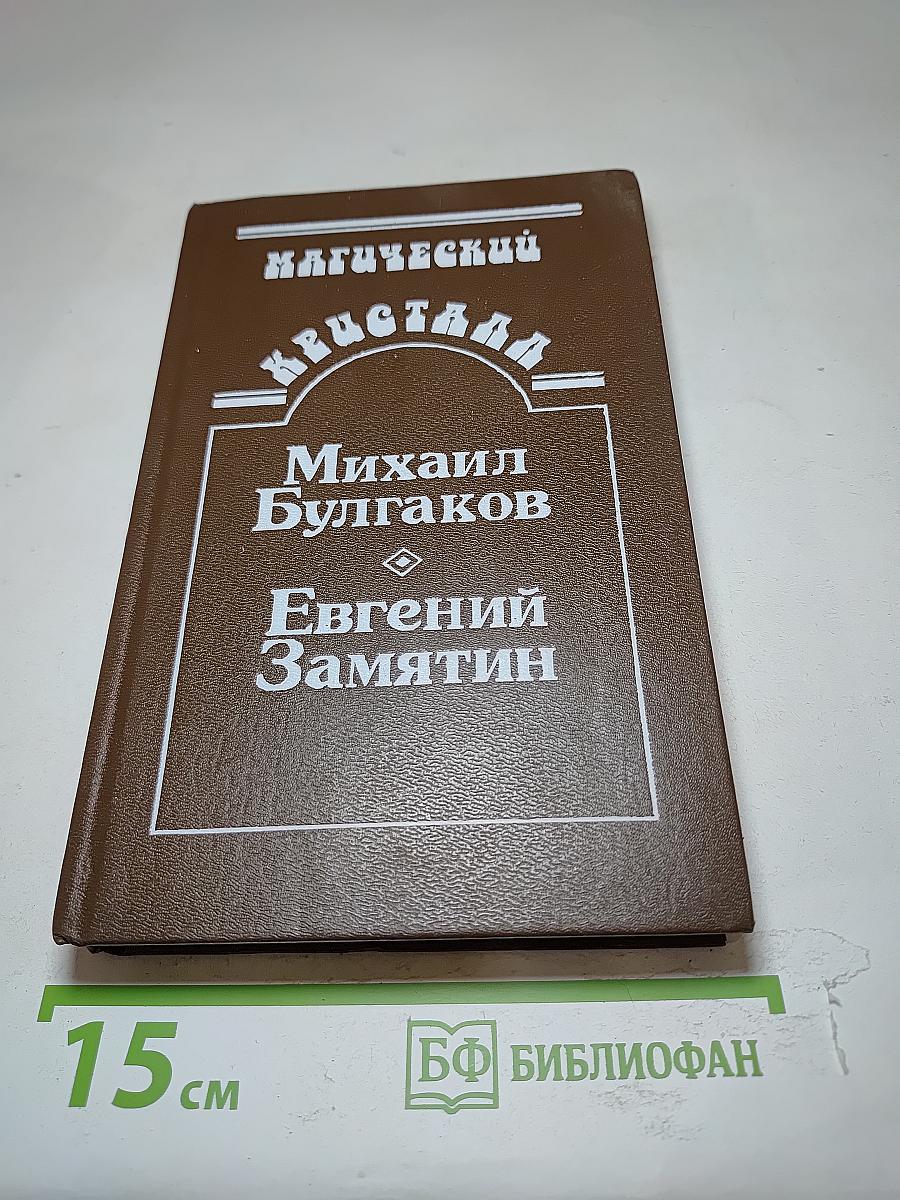 МАГИЧЕСКИЙ
КРИСТАЛЛ
Михаил
Булгаков
Евгений
Замятин
15 см
БФ БИБЛИОФАН